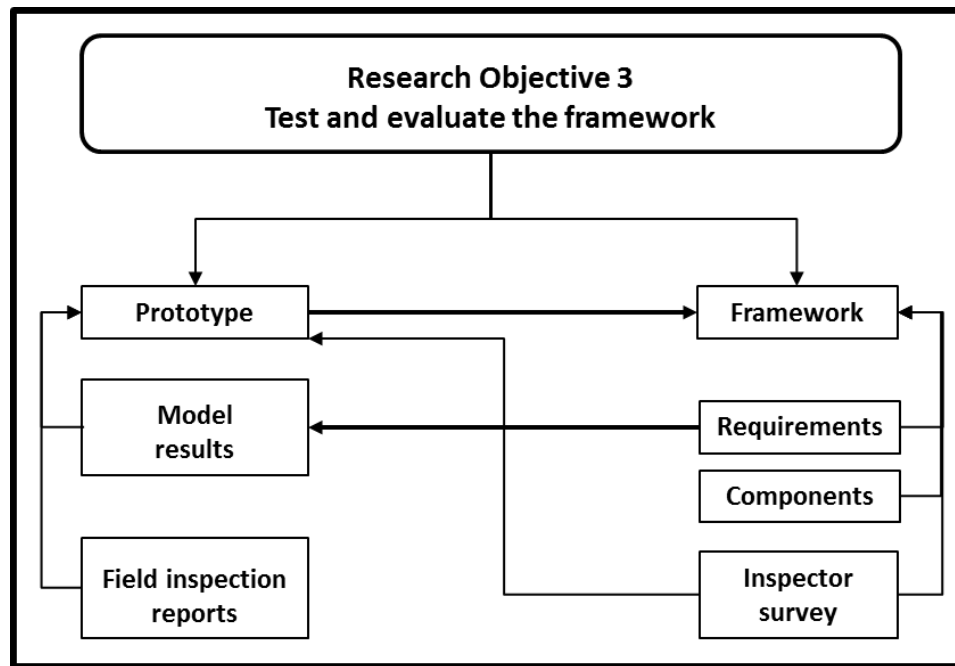 Research Objective 3
Test and evaluate the framework
Prototype
Framework
Model
results
Requirements
Components
Field inspection
reports
Inspector
survey